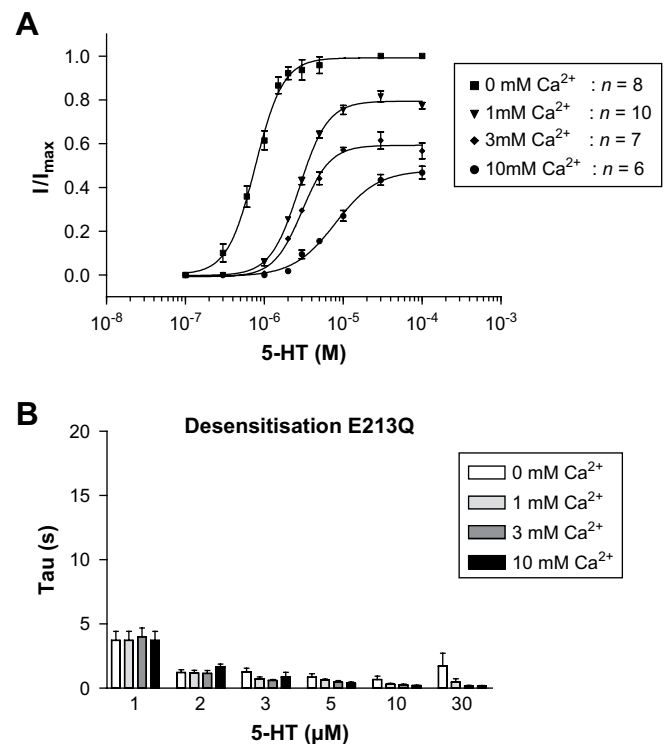 A
I/Imax
1.0
0.8
0.6
0.4
0.2
0.0
10⁻⁸ 10⁻⁷ 10⁻⁶ 10⁻⁵ 10⁻⁴ 10⁻³
5-HT (M)
0 mM Ca²⁺ : n = 8
1mM Ca²⁺ : n = 10
3mM Ca²⁺ : n = 7
10mM Ca²⁺ : n = 6
B
Desensitisation E213Q
Tau (s)
20
15
10
5
0
1 2 3 5 10 30
5-HT (µM)
0 mM Ca²⁺
1 mM Ca²⁺
3 mM Ca²⁺
10 mM Ca²⁺